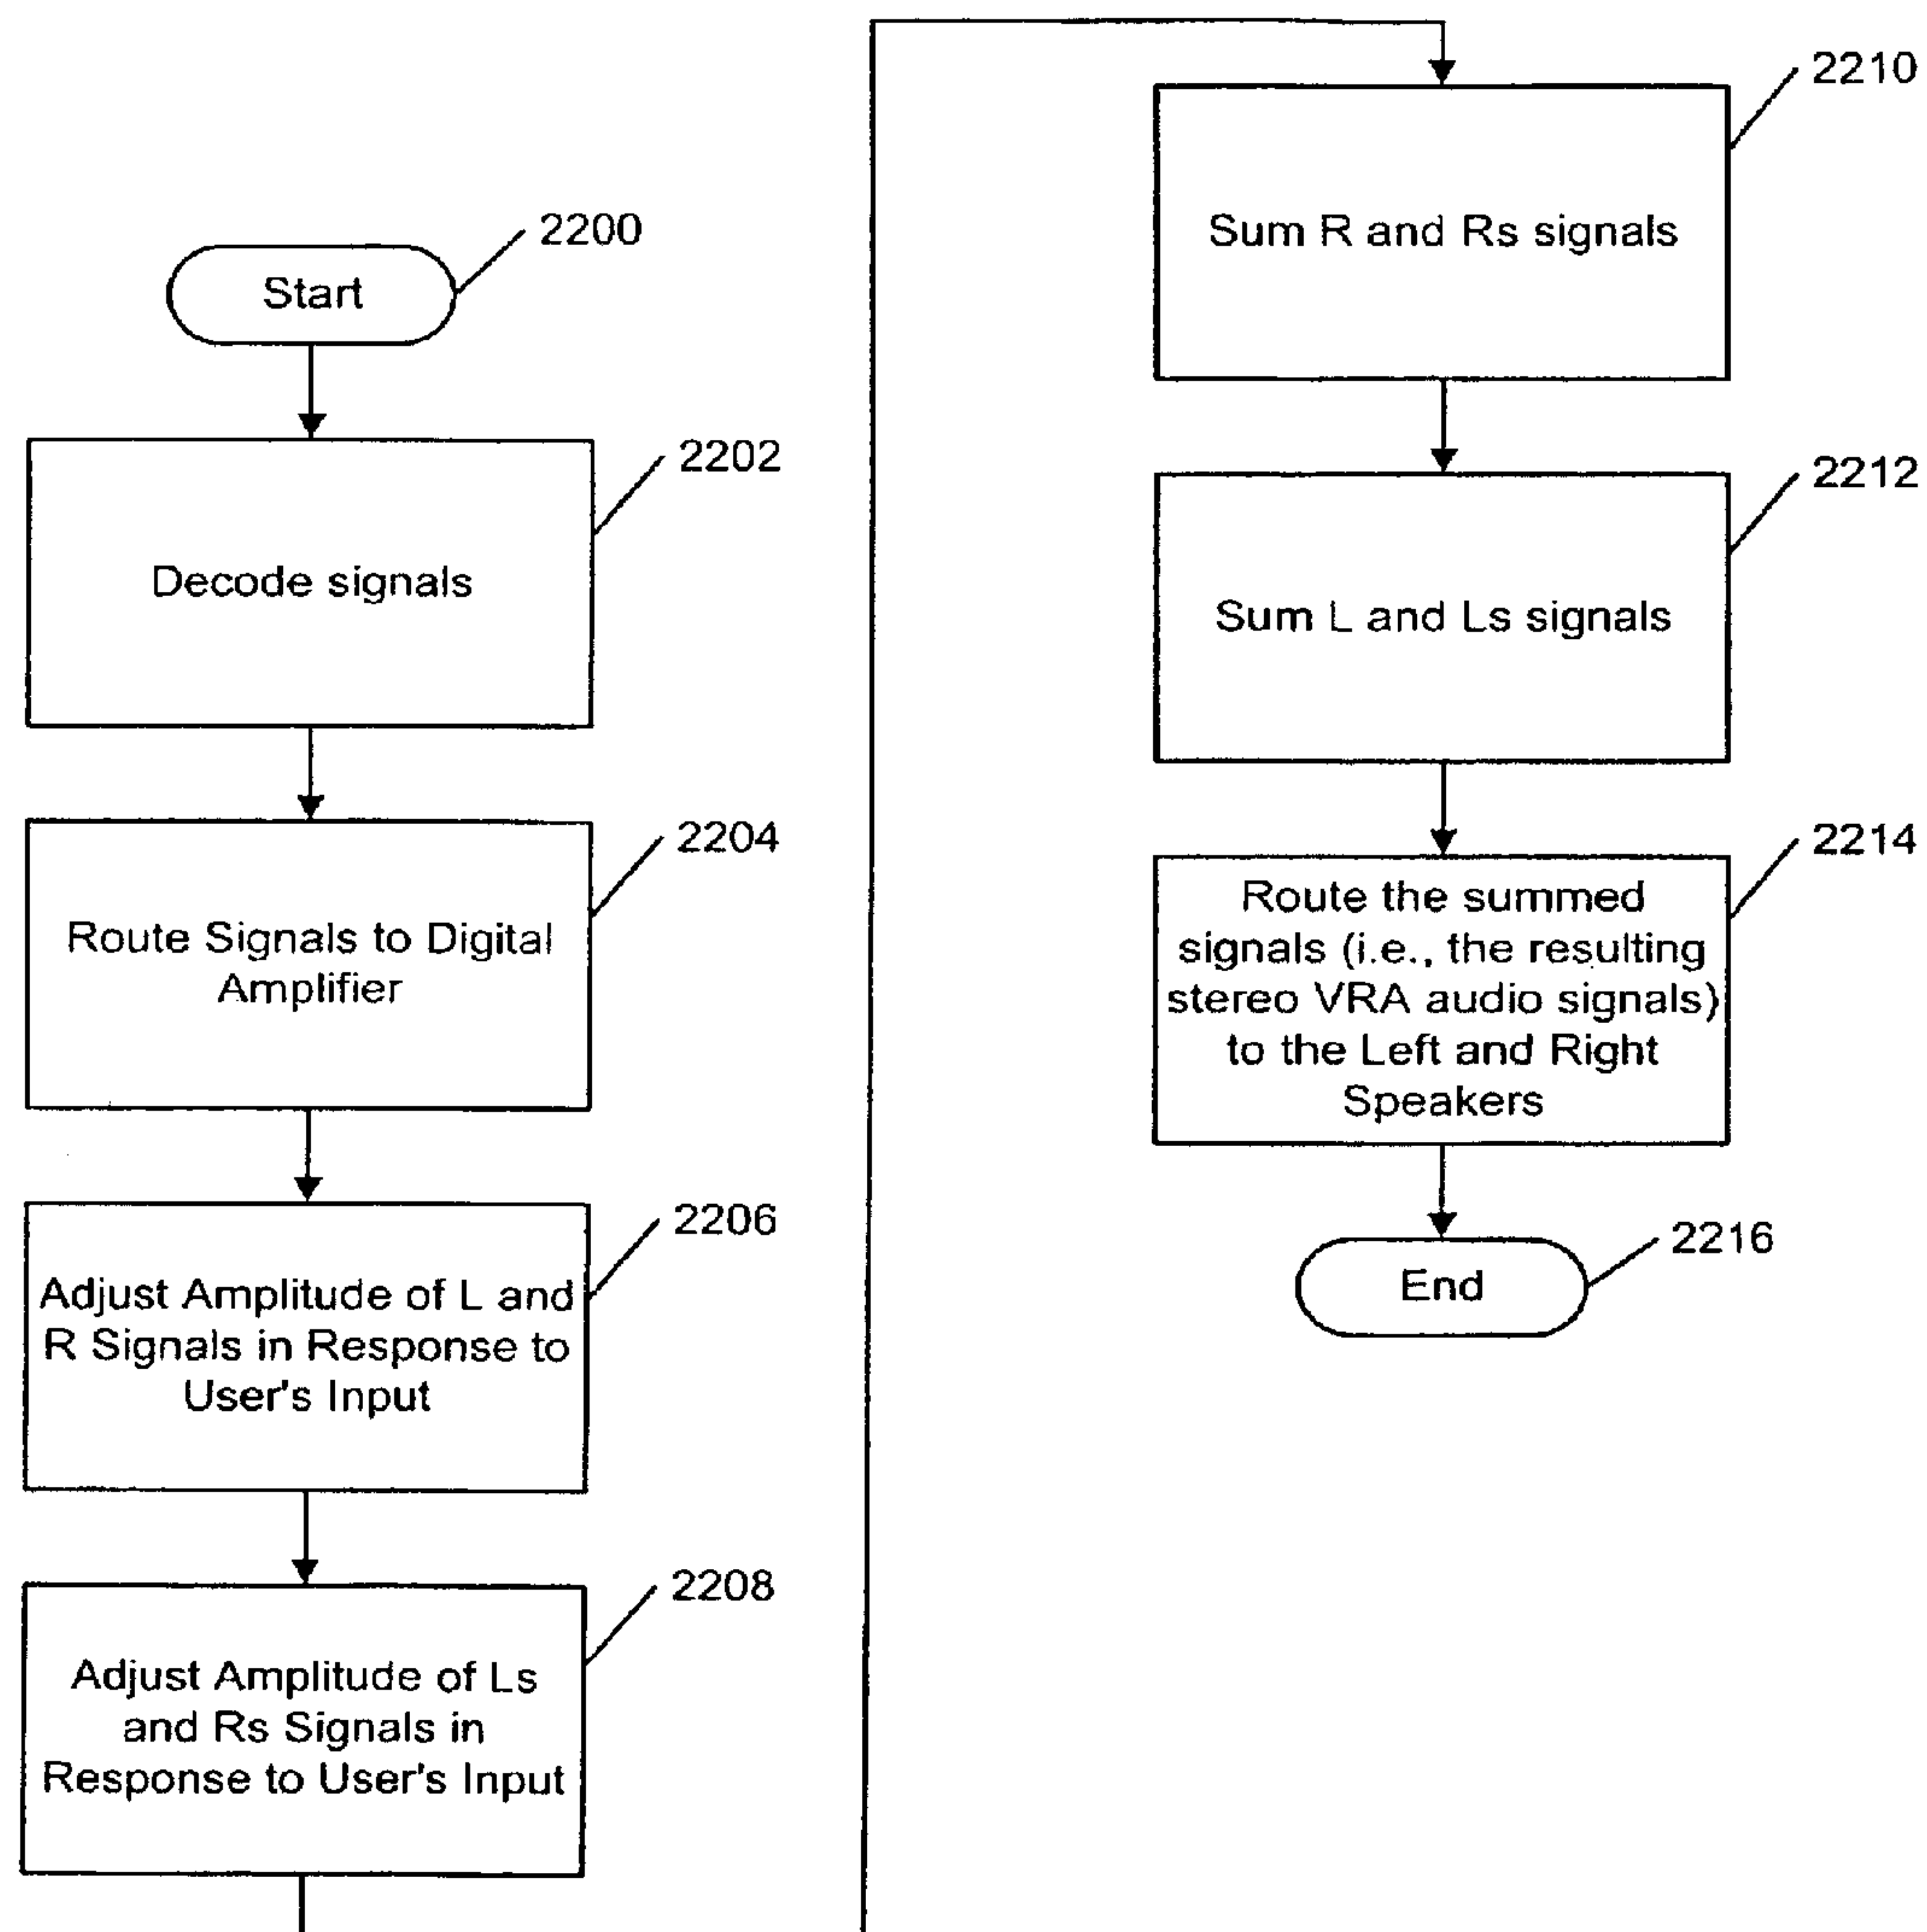 2200
Start
2202
Decode signals
2204
Route Signals to Digital
Amplifier
2206
Adjust Amplitude of L and
R Signals in Response to
User's Input
2208
Adjust Amplitude of Ls
and Rs Signals in
Response to User's Input
2210
Sum R and Rs signals
2212
Sum L and Ls signals
2214
Route the summed
signals (i.e., the resulting
stereo VRA audio signals)
to the Left and Right
Speakers
2216
End